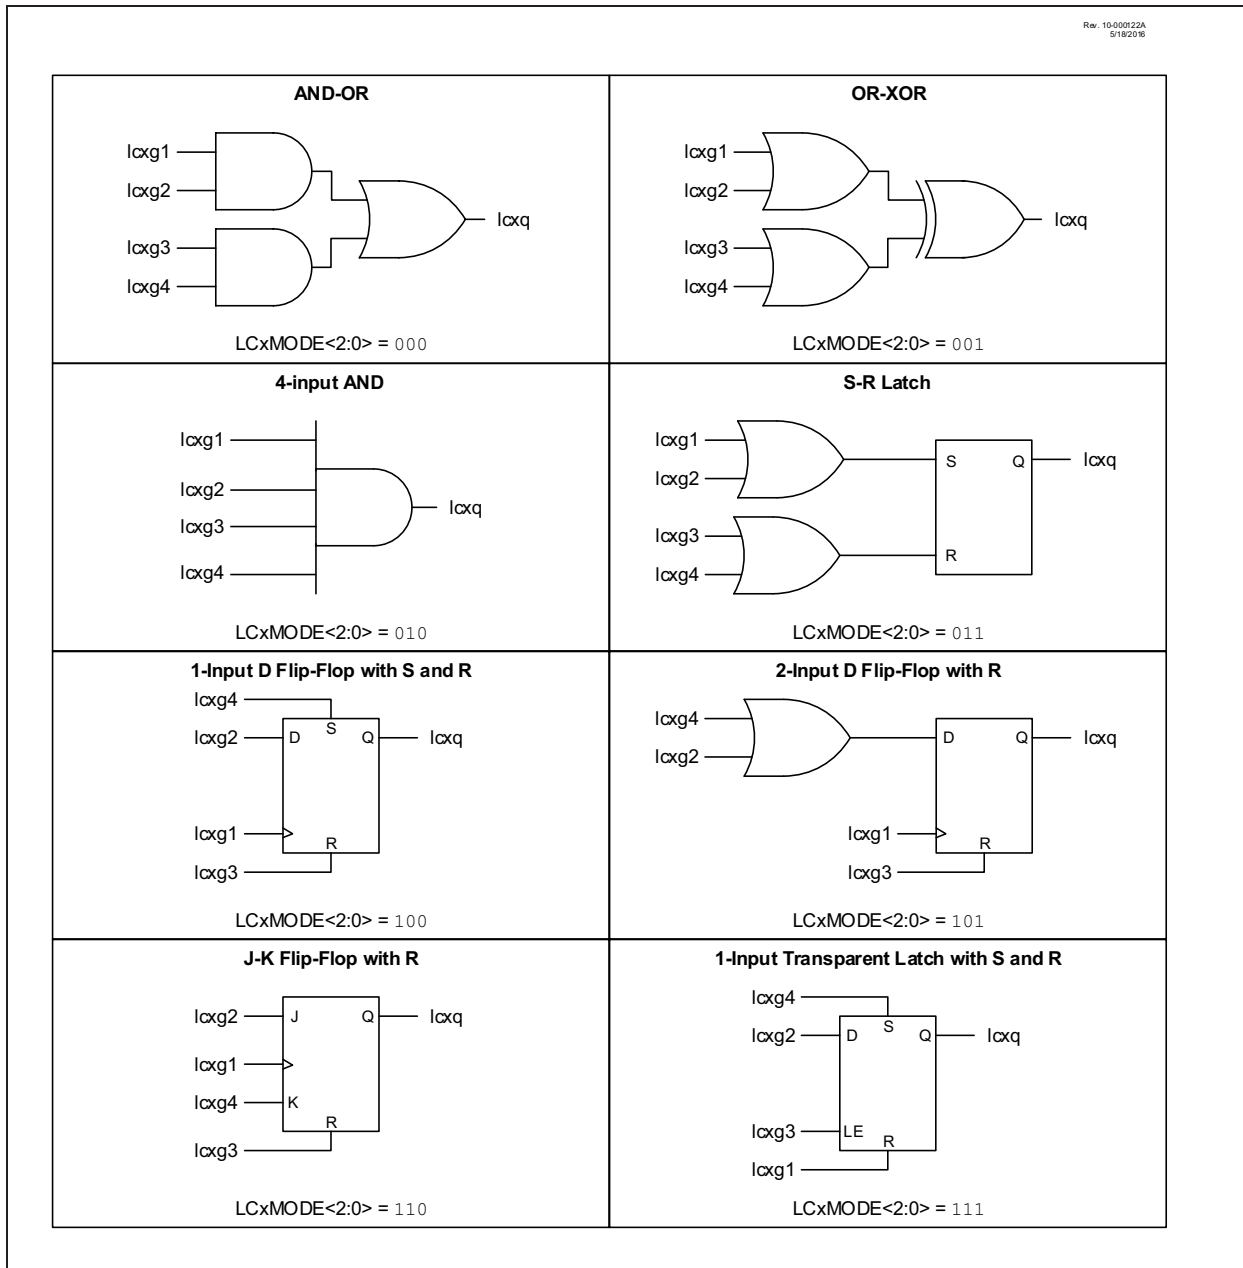 Rev. 10-000122A
5/18/2016
AND-OR
lcxg1
lcxg2
lcxg3
lcxg4
lcxq
LCxMODE<2:0> = 000
OR-XOR
lcxg1
lcxg2
lcxg3
lcxg4
lcxq
LCxMODE<2:0> = 001
4-input AND
lcxg1
lcxg2
lcxg3
lcxg4
lcxq
LCxMODE<2:0> = 010
S-R Latch
lcxg1
lcxg2
lcxg3
lcxg4
S
Q
lcxq
R
LCxMODE<2:0> = 011
1-Input D Flip-Flop with S and R
lcxg4
S
lcxg2
D
Q
lcxq
lcxg1
R
lcxg3
LCxMODE<2:0> = 100
2-Input D Flip-Flop with R
lcxg4
lcxg2
D
Q
lcxq
lcxg1
R
lcxg3
LCxMODE<2:0> = 101
J-K Flip-Flop with R
lcxg2
J
Q
lcxq
lcxg1
lcxg4
K
R
lcxg3
LCxMODE<2:0> = 110
1-Input Transparent Latch with S and R
lcxg4
S
lcxg2
D
Q
lcxq
lcxg3
LE
R
lcxg1
LCxMODE<2:0> = 111